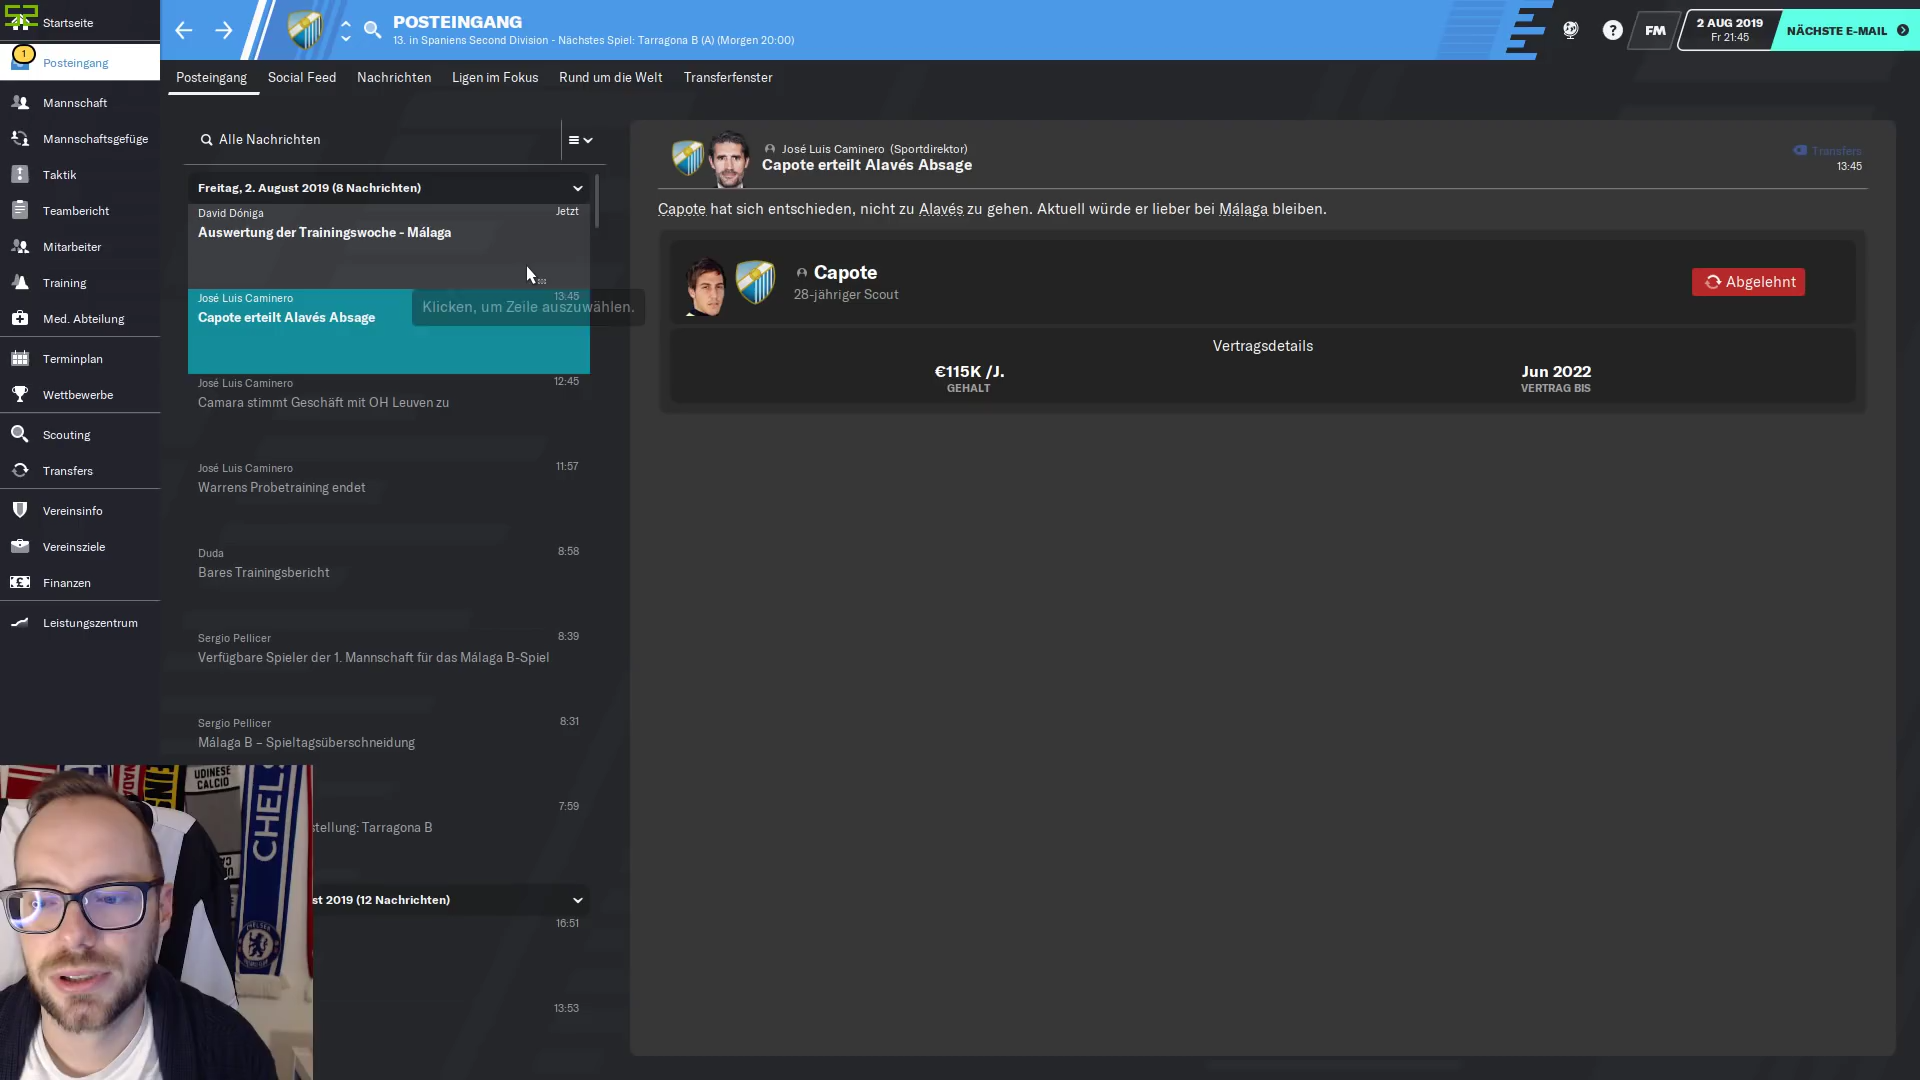 Startseite
1
Posteingang
Mannschaft
Mannschaftsgefüge
Taktik
Teambericht
Mitarbeiter
Training
Med. Abteilung
Terminplan
Wettbewerbe
Scouting
Transfers
Vereinsinfo
Vereinsziele
Finanzen
Leistungszentrum
POSTEINGANG
13. in Spaniens Second Division - Nächstes Spiel: Tarragona B (A) (Morgen 20:00)
?
FM
2 AUG 2019
Fr 21:45
NÄCHSTE E-MAIL
Posteingang
Social Feed
Nachrichten
Ligen im Fokus
Rund um die Welt
Transferfenster
Alle Nachrichten
Freitag, 2. August 2019 (8 Nachrichten)
David Dóniga
Jetzt
Auswertung der Trainingswoche - Málaga
José Luis Caminero
13:45
Capote erteilt Alavés Absage
Klicken, um Zeile auszuwählen.
José Luis Caminero
12:45
Camara stimmt Geschäft mit OH Leuven zu
José Luis Caminero
11:57
Warrens Probetraining endet
Duda
8:58
Bares Trainingsbericht
Sergio Pellicer
8:39
Verfügbare Spieler der 1. Mannschaft für das Málaga B-Spiel
Sergio Pellicer
8:31
Málaga B – Spieltagsüberschneidung
7:59
stellung: Tarragona B
st 2019 (12 Nachrichten)
16:51
13:53
José Luis Caminero (Sportdirektor)
Capote erteilt Alavés Absage
Transfers
13:45
Capote hat sich entschieden, nicht zu Alavés zu gehen. Aktuell würde er lieber bei Málaga bleiben.
Capote
28-jähriger Scout
Abgelehnt
Vertragsdetails
€115K /J.
GEHALT
Jun 2022
VERTRAG BIS
UDINESE
CALCIO
CHELS